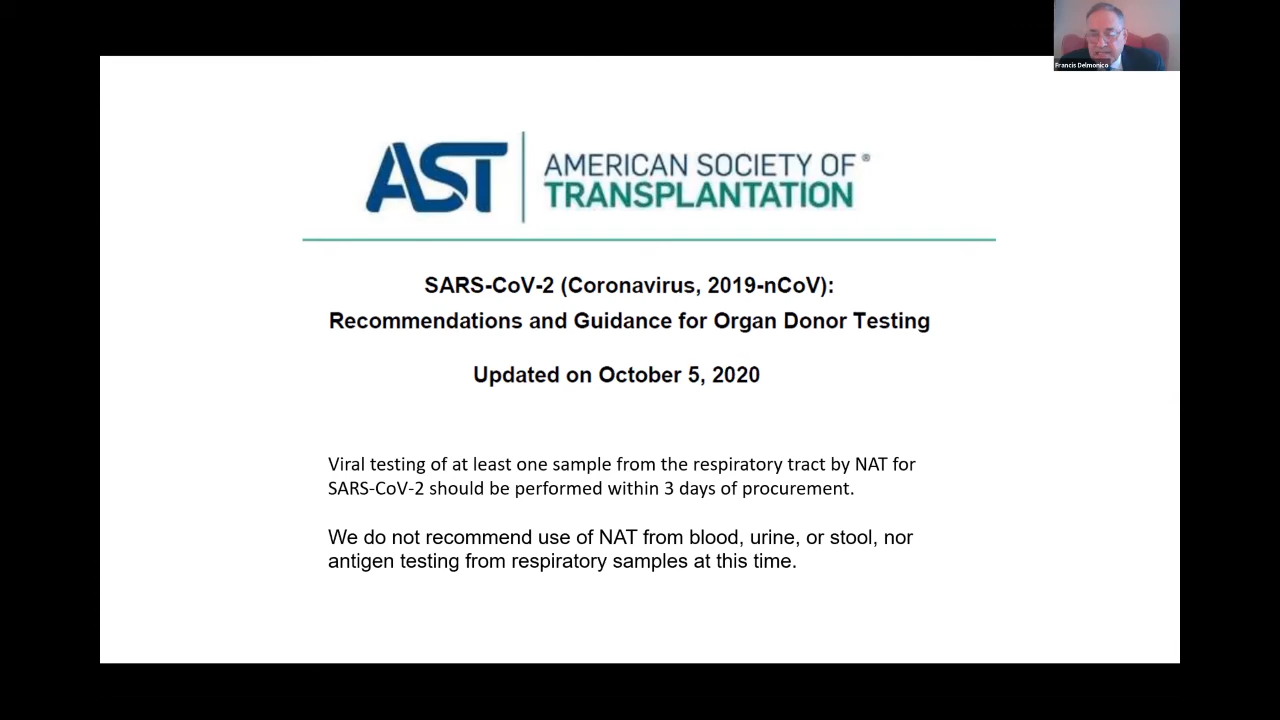 Francis Delmonico
AST
AMERICAN SOCIETY OF ®
TRANSPLANTATION
SARS-CoV-2 (Coronavirus, 2019-nCoV):
Recommendations and Guidance for Organ Donor Testing
Updated on October 5, 2020
Viral testing of at least one sample from the respiratory tract by NAT for
SARS-CoV-2 should be performed within 3 days of procurement.
We do not recommend use of NAT from blood, urine, or stool, nor
antigen testing from respiratory samples at this time.